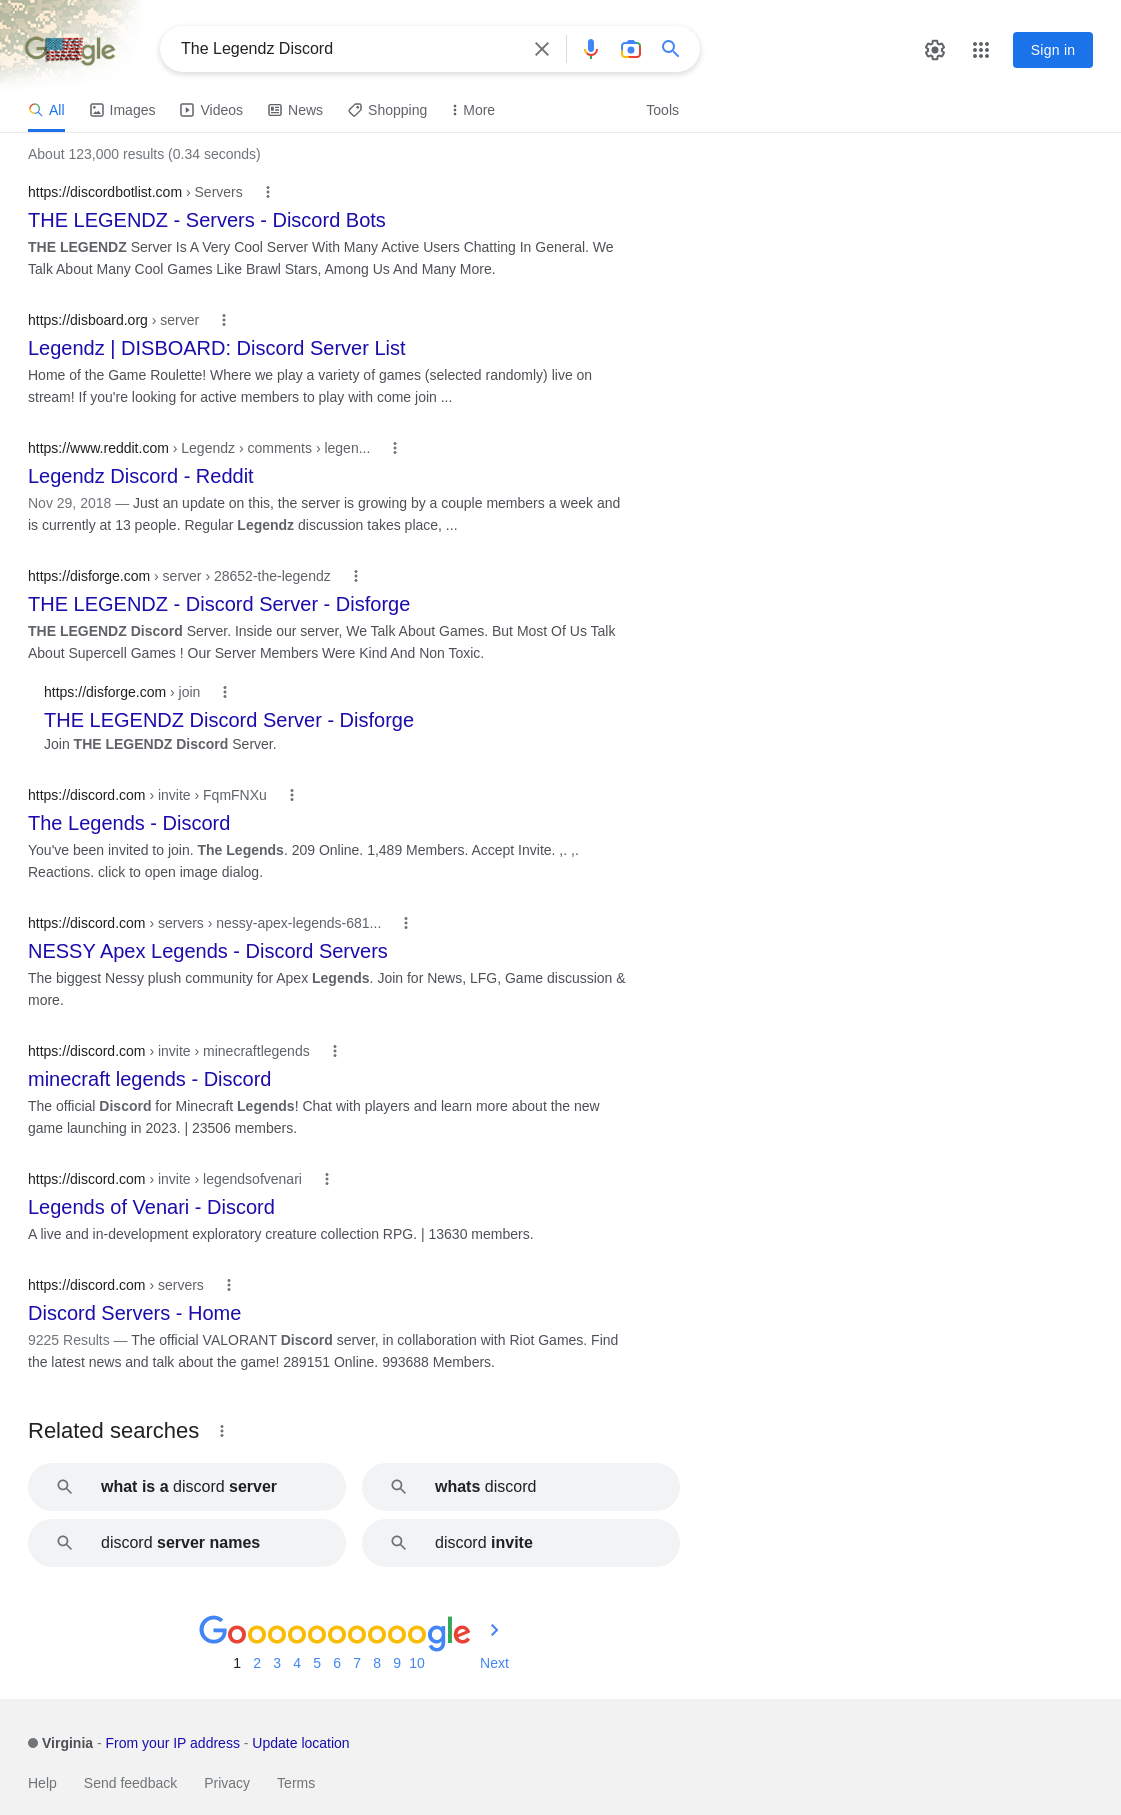 Google
The Legendz Discord
Sign in
All Images Videos News Shopping More Tools
About 123,000 results (0.34 seconds)
https://discordbotlist.com › Servers
THE LEGENDZ - Servers - Discord Bots
THE LEGENDZ Server Is A Very Cool Server With Many Active Users Chatting In General. We
Talk About Many Cool Games Like Brawl Stars, Among Us And Many More.
https://disboard.org › server
Legendz | DISBOARD: Discord Server List
Home of the Game Roulette! Where we play a variety of games (selected randomly) live on
stream! If you're looking for active members to play with come join ...
https://www.reddit.com › Legendz › comments › legen...
Legendz Discord - Reddit
Nov 29, 2018 — Just an update on this, the server is growing by a couple members a week and
is currently at 13 people. Regular Legendz discussion takes place, ...
https://disforge.com › server › 28652-the-legendz
THE LEGENDZ - Discord Server - Disforge
THE LEGENDZ Discord Server. Inside our server, We Talk About Games. But Most Of Us Talk
About Supercell Games ! Our Server Members Were Kind And Non Toxic.
https://disforge.com › join
THE LEGENDZ Discord Server - Disforge
Join THE LEGENDZ Discord Server.
https://discord.com › invite › FqmFNXu
The Legends - Discord
You've been invited to join. The Legends. 209 Online. 1,489 Members. Accept Invite. ,. ,.
Reactions. click to open image dialog.
https://discord.com › servers › nessy-apex-legends-681...
NESSY Apex Legends - Discord Servers
The biggest Nessy plush community for Apex Legends. Join for News, LFG, Game discussion &
more.
https://discord.com › invite › minecraftlegends
minecraft legends - Discord
The official Discord for Minecraft Legends! Chat with players and learn more about the new
game launching in 2023. | 23506 members.
https://discord.com › invite › legendsofvenari
Legends of Venari - Discord
A live and in-development exploratory creature collection RPG. | 13630 members.
https://discord.com › servers
Discord Servers - Home
9225 Results — The official VALORANT Discord server, in collaboration with Riot Games. Find
the latest news and talk about the game! 289151 Online. 993688 Members.
Related searches
what is a discord server
whats discord
discord server names
discord invite
Goooooooooogle
1 2 3 4 5 6 7 8 9 10 Next
Virginia - From your IP address - Update location
Help Send feedback Privacy Terms